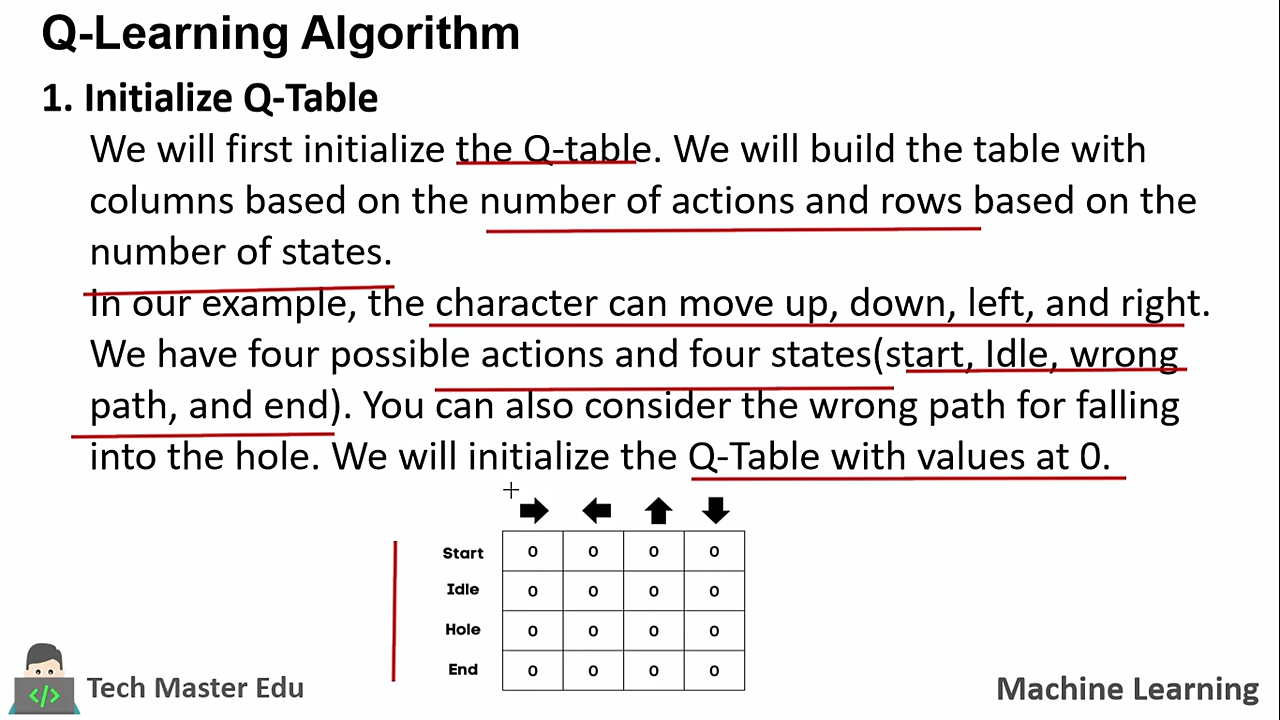 Q-Learning Algorithm
1. Initialize Q-Table
We will first initialize the Q-table. We will build the table with
columns based on the number of actions and rows based on the
number of states.
In our example, the character can move up, down, left, and right.
We have four possible actions and four states(start, Idle, wrong
path, and end). You can also consider the wrong path for falling
into the hole. We will initialize the Q-Table with values at 0.
Start 0 0 0 0
Idle 0 0 0 0
Hole 0 0 0 0
End 0 0 0 0
</> Tech Master Edu
Machine Learning